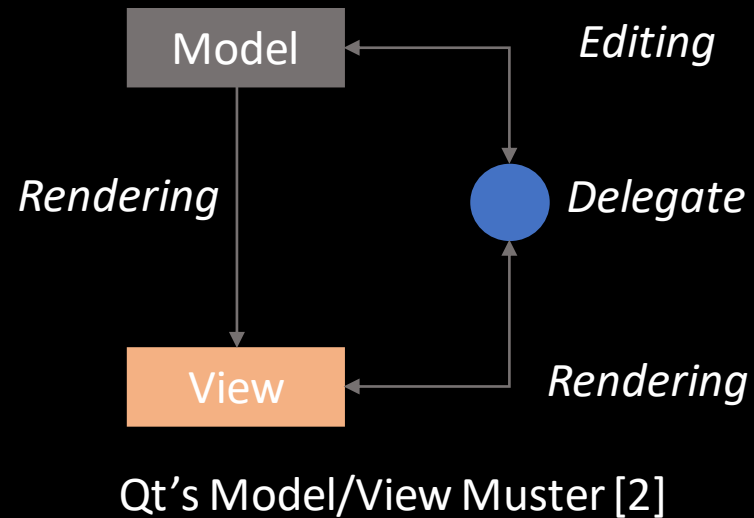 Model
Editing
Rendering
Delegate
View
Rendering
Qt's Model/View Muster [2]